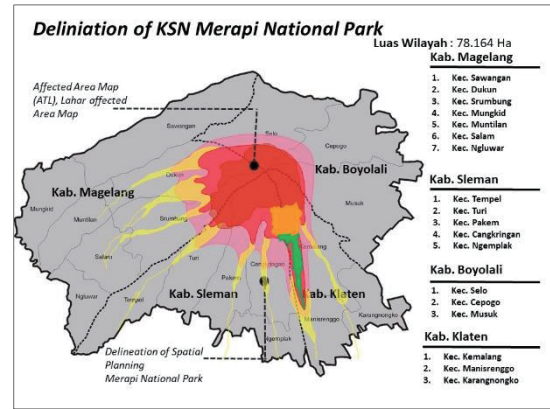 Deliniation of KSN Merapi National Park
Luas Wilayah : 78.164 Ha
Kab. Magelang
1. Kec. Sawangan
2. Kec. Dukun
3. Kec. Srumbung
4. Kec. Mungkid
5. Kec. Muntilan
6. Kec. Salam
7. Kec. Ngluwar
Kab. Sleman
1. Kec. Tempel
2. Kec. Turi
3. Kec. Pakem
4. Kec. Cangkringan
5. Kec. Ngemplak
Kab. Boyolali
1. Kec. Selo
2. Kec. Cepogo
3. Kec. Musuk
Kab. Klaten
1. Kec. Kemalang
2. Kec. Manisrenggo
3. Kec. Karangnongko
Affected Area Map
(ATL), Lahar affected
Area Map
Sawangan
Selo
Cepogo
Kab. Boyolali
Dukun
Kab. Magelang
Musuk
Mungkid
Muntilan
Srumbung
Salam
Turi
Kemalang
Cangkringan
Pakem
Ngluwar
Tempel
Kab. Sleman
Kab. Klaten
Karangnongko
Manisrenggo
Ngemplak
Delineation of Spatial
Planning
Merapi National Park